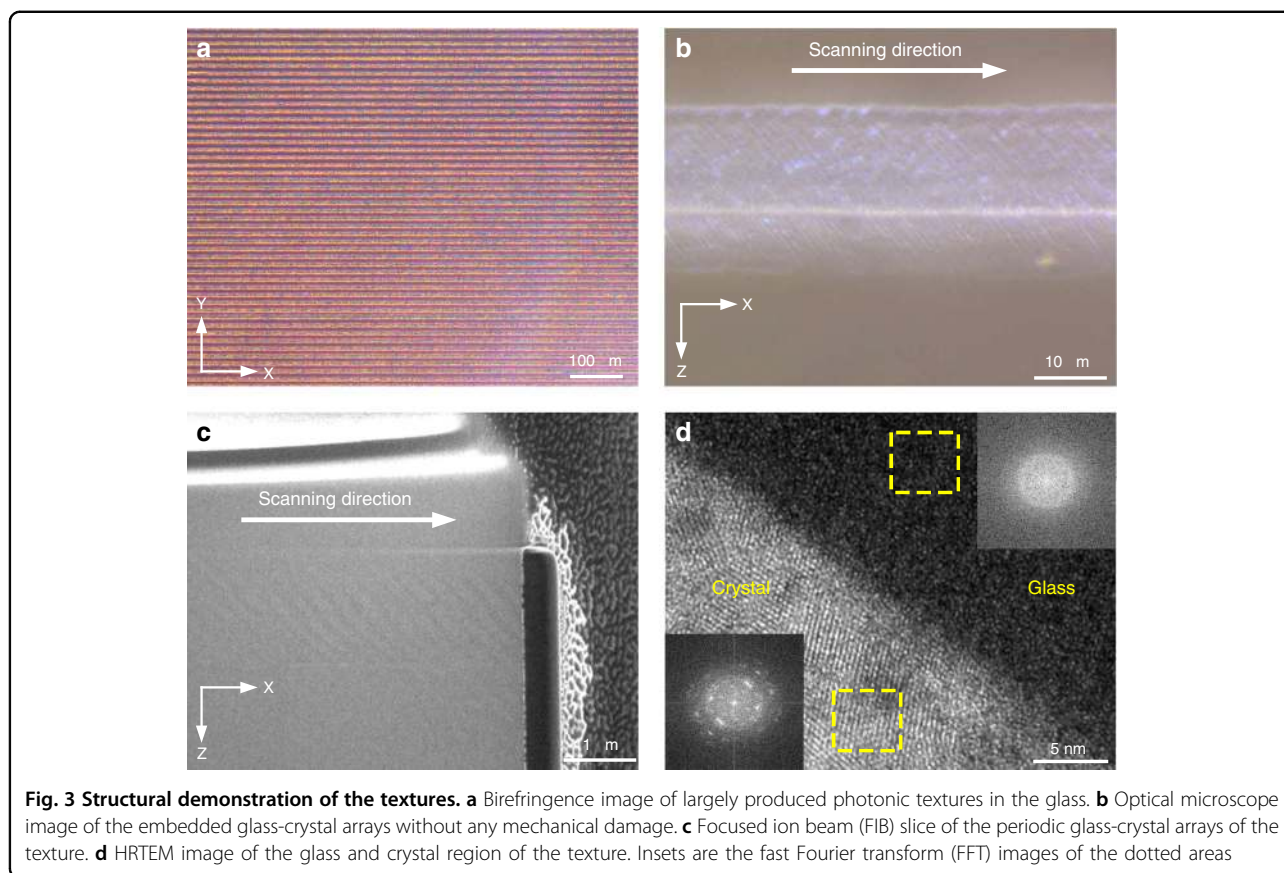 a
Y
X
100 m
b
Scanning direction
X
Z
10 m
c
Scanning direction
X
Z
1 m
d
Crystal
Glass
5 nm
Fig. 3 Structural demonstration of the textures. a Birefringence image of largely produced photonic textures in the glass. b Optical microscope
image of the embedded glass-crystal arrays without any mechanical damage. c Focused ion beam (FIB) slice of the periodic glass-crystal arrays of the
texture. d HRTEM image of the glass and crystal region of the texture. Insets are the fast Fourier transform (FFT) images of the dotted areas